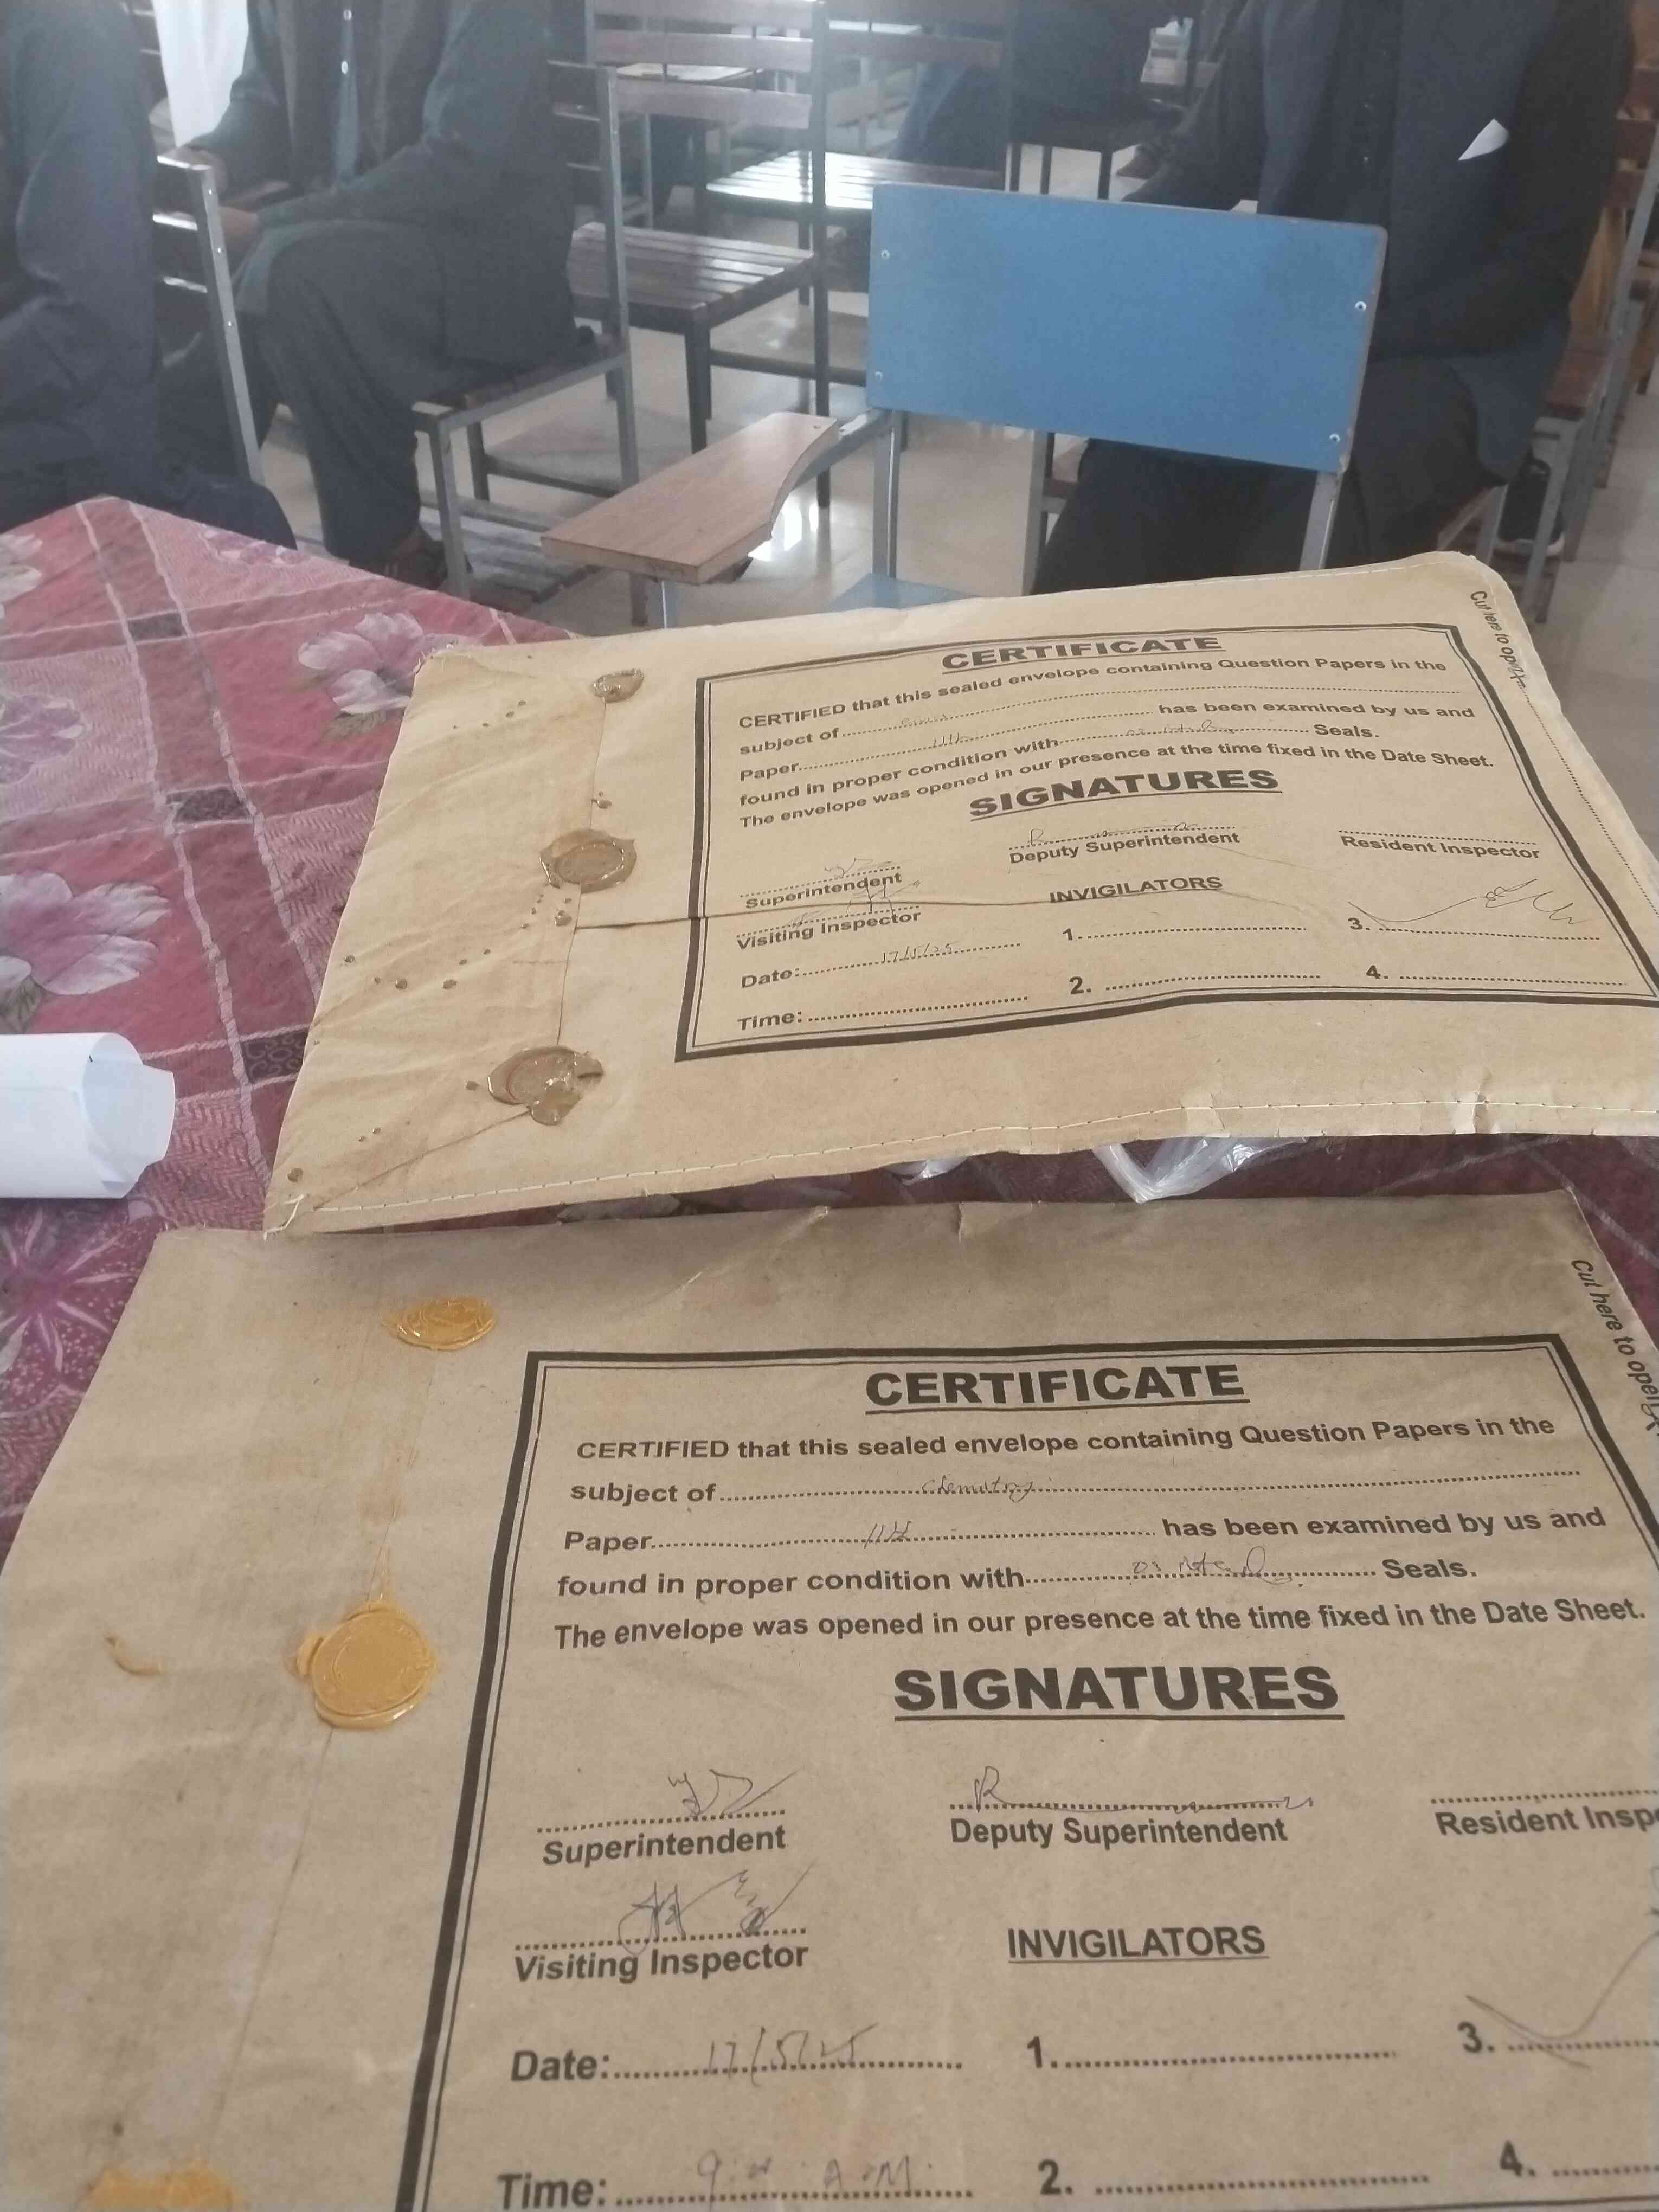 Cut here to open
CERTIFICATE
CERTIFIED that this sealed envelope containing Question Papers in the
subject of
Paper 11th has been examined by us and
found in proper condition with Seals.
The envelope was opened in our presence at the time fixed in the Date Sheet.
SIGNATURES
Superintendent
Deputy Superintendent
Resident Inspector
Visiting Inspector
INVIGILATORS
Date: 17/5/25
1.
3.
Time:
2.
4.
Cut here to open
CERTIFICATE
CERTIFIED that this sealed envelope containing Question Papers in the
subject of Chemistry
Paper 11th has been examined by us and
found in proper condition with Seals.
The envelope was opened in our presence at the time fixed in the Date Sheet.
SIGNATURES
Superintendent
Deputy Superintendent
Resident Inspe
Visiting Inspector
INVIGILATORS
Date: 17/5/25
1.
3.
Time: A.M.
2.
4.